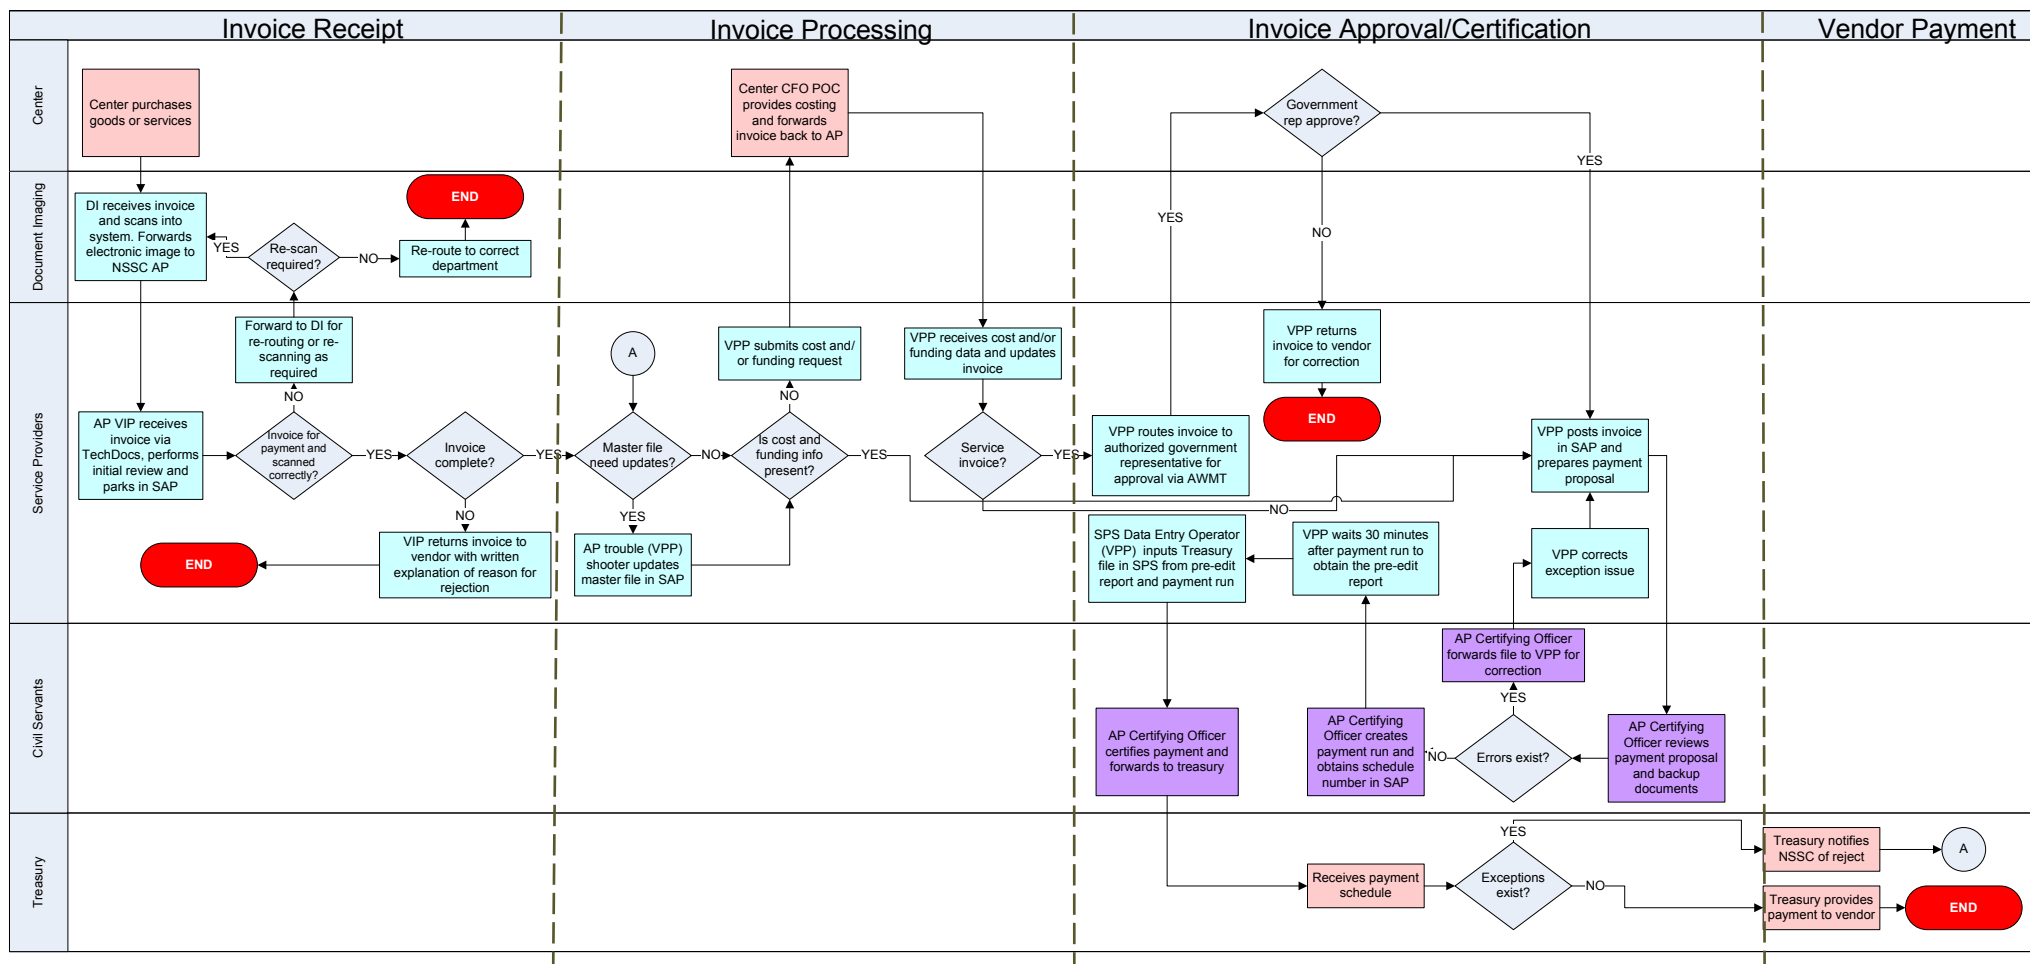 Invoice Receipt
Invoice Processing
Invoice Approval/Certification
Vendor Payment
Center
Center purchases
goods or services
Center CFO POC
provides costing
and forwards
invoice back to AP
Government
rep approve?
YES
YES
NO
Document Imaging
DI receives invoice
and scans into
system. Forwards
electronic image to
NSSC AP
YES
Re-scan
required?
NO
Re-route to correct
department
END
Service Providers
Forward to DI for
re-routing or re-
scanning as
required
NO
AP VIP receives
invoice via
TechDocs, performs
initial review and
parks in SAP
Invoice for
payment and
scanned
correctly?
YES
Invoice
complete?
YES
NO
VIP returns invoice to
vendor with written
explanation of reason for
rejection
END
A
Master file
need updates?
NO
YES
AP trouble (VPP)
shooter updates
master file in SAP
VPP submits cost and/
or funding request
NO
Is cost and
funding info
present?
YES
VPP receives cost and/or
funding data and updates
invoice
Service
invoice?
YES
NO
VPP routes invoice to
authorized government
representative for
approval via AWMT
VPP returns
invoice to vendor
for correction
END
VPP posts invoice
in SAP and
prepares payment
proposal
SPS Data Entry Operator
(VPP)  inputs Treasury
file in SPS from pre-edit
report and payment run
VPP waits 30 minutes
after payment run to
obtain the pre-edit
report
VPP corrects
exception issue
Civil Servants
AP Certifying Officer
forwards file to VPP for
correction
YES
AP Certifying Officer
certifies payment and
forwards to treasury
AP Certifying
Officer creates
payment run and
obtains schedule
number in SAP
NO
Errors exist?
AP Certifying
Officer reviews
payment proposal
and backup
documents
Treasury
Receives payment
schedule
Exceptions
exist?
YES
NO
Treasury notifies
NSSC of reject
A
Treasury provides
payment to vendor
END